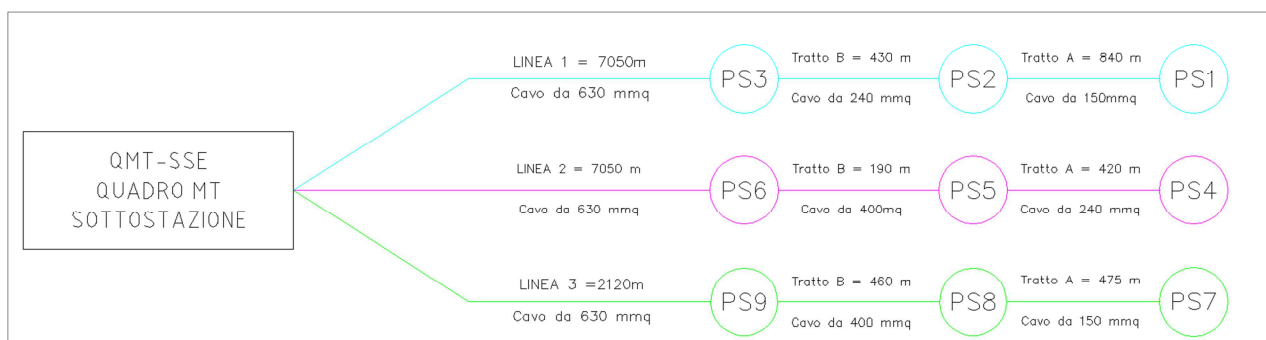 LINEA 1 = 7050m
Cavo da 630 mmq
PS3
Tratto B = 430 m
Cavo da 240 mmq
PS2
Tratto A = 840 m
Cavo da 150mmq
PS1
QMT-SSE
QUADRO MT
SOTTOSTAZIONE
LINEA 2 = 7050 m
Cavo da 630 mmq
PS6
Tratto B = 190 m
Cavo da 400mq
PS5
Tratto A = 420 m
Cavo da 240 mmq
PS4
LINEA 3 =2120m
Cavo da 630 mmq
PS9
Tratto B = 460 m
Cavo da 400 mmq
PS8
Tratto A = 475 m
Cavo da 150 mmq
PS7